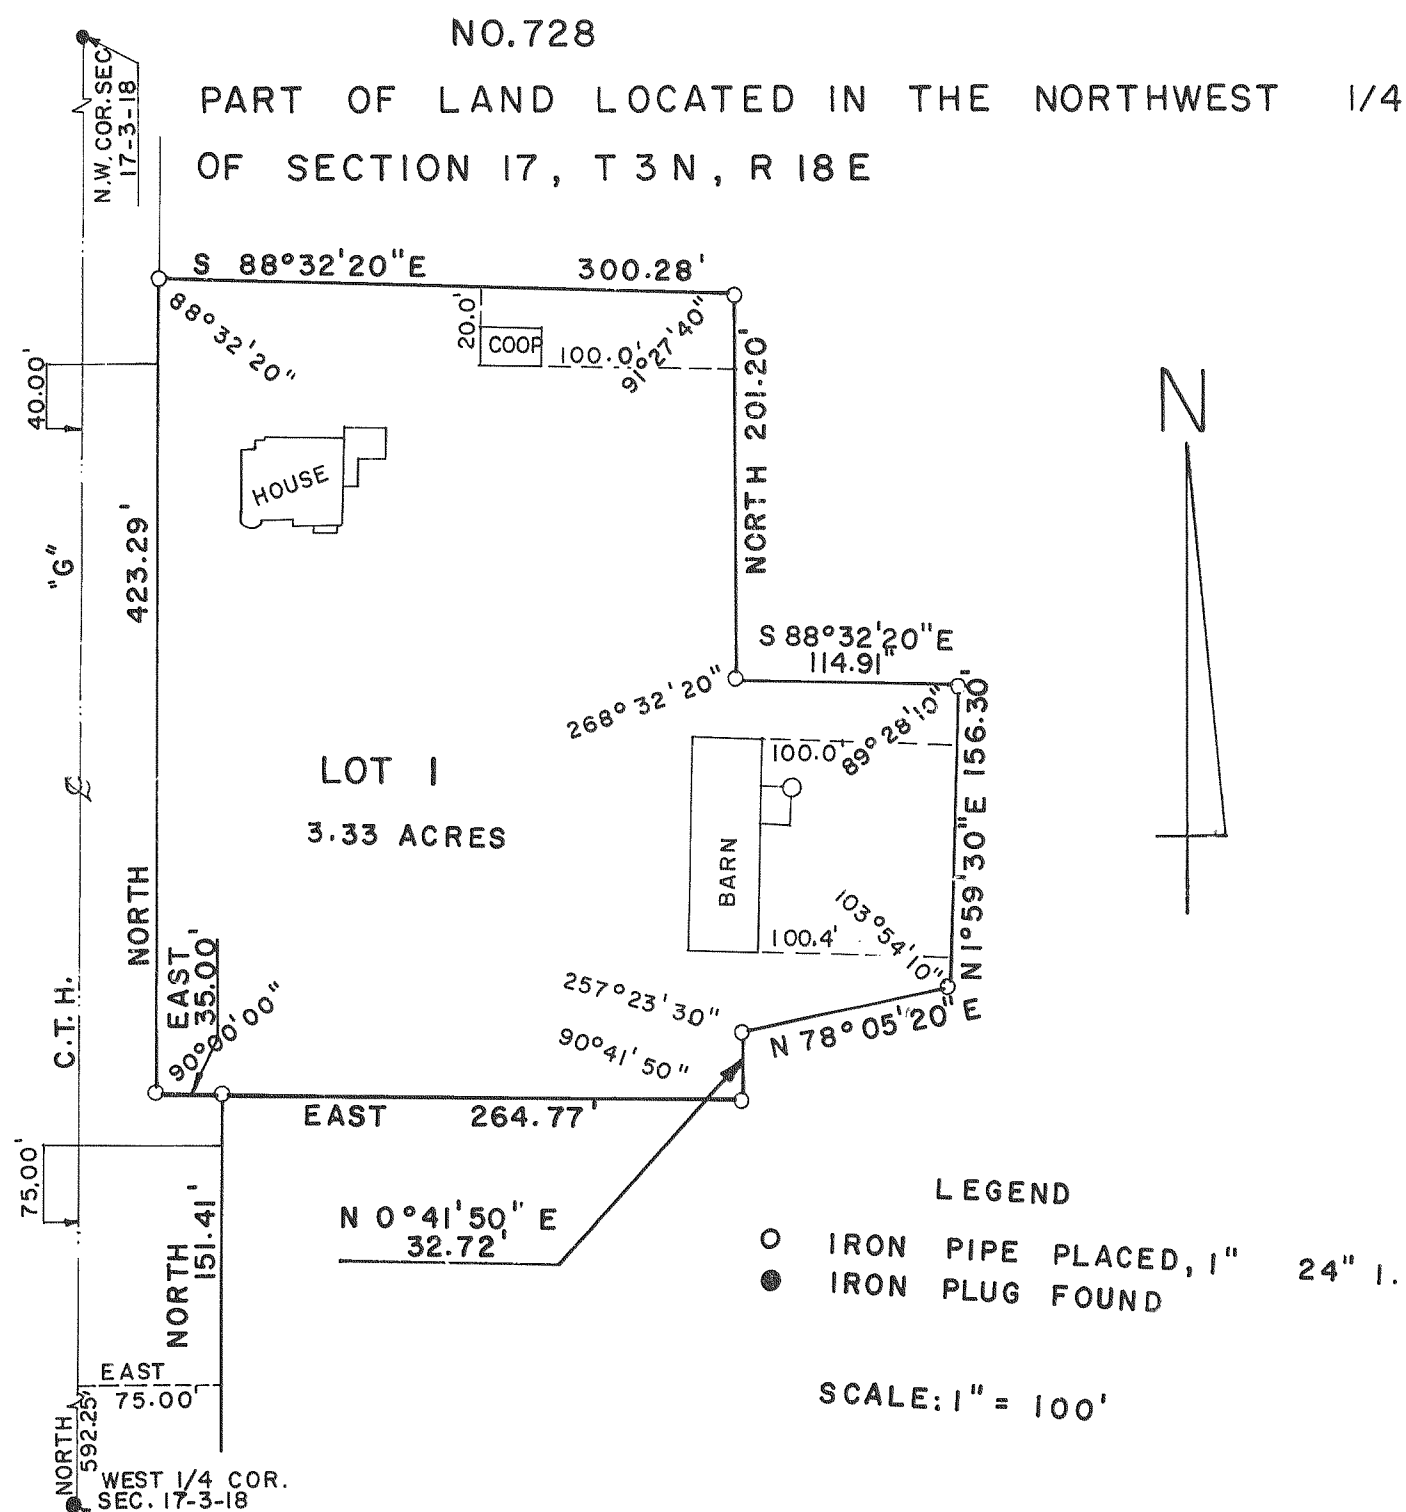 NO. 728
PART OF LAND LOCATED IN THE NORTHWEST 1/4
OF SECTION 17, T 3 N, R 18 E
N.W. COR. SEC
17-3-18
S 88°32'20"E 300.28'
88°32'20"
20.0'
COOP
100.0'
91°27'40"
NORTH 201.20'
40.00'
HOUSE
N
423.29'
NORTH
"G"
C.T.H.
S 88°32'20"E
114.91"
268°32'20"
89°28'10"
N 1°59'30"E 156.30'
LOT 1
3.33 ACRES
100.0'
BARN
100.4'
103°54'10"
EAST
35.00'
90°00'00"
257°23'30"
90°41'50"
N 78°05'20" E
EAST 264.77'
75.00'
NORTH
151.41'
N 0°41'50" E
32.72'
LEGEND
IRON PIPE PLACED, 1" 24" 1.
IRON PLUG FOUND
EAST
75.00'
SCALE: 1" = 100'
NORTH
592.25'
WEST 1/4 COR.
SEC. 17-3-18